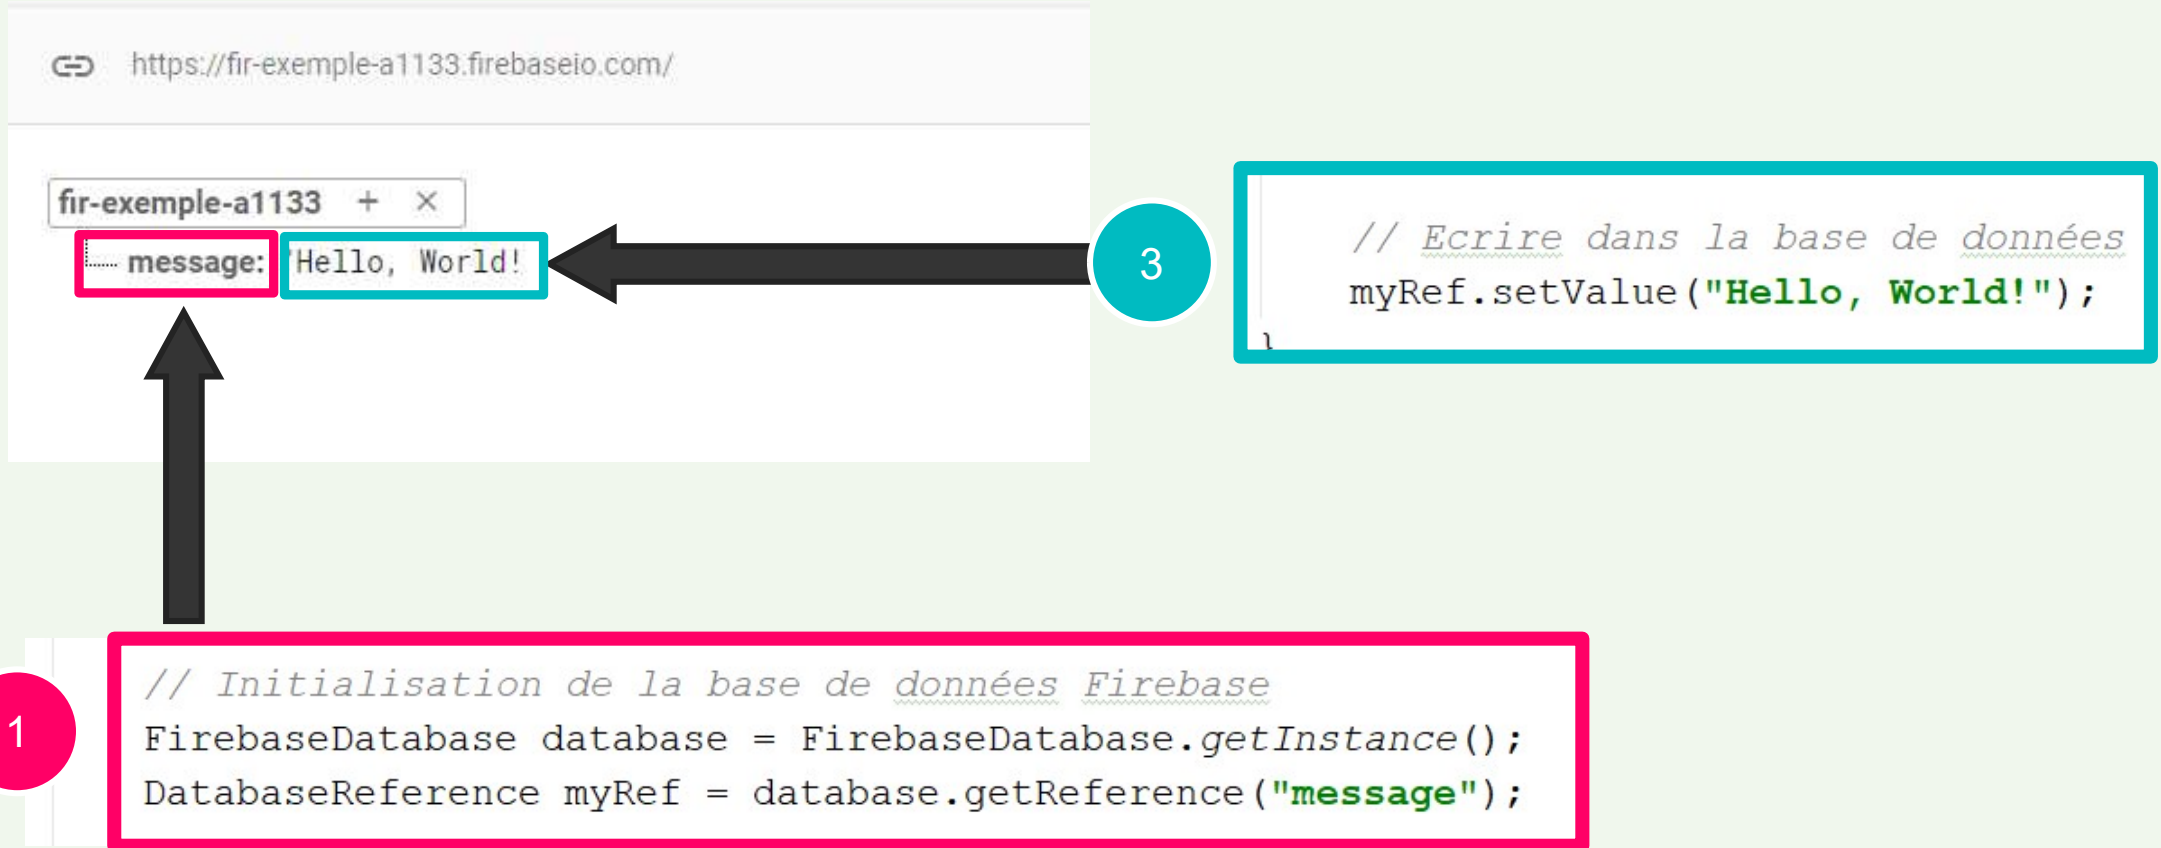 https://fir-exemple-a1133.firebaseio.com/
fir-exemple-a1133 + ×
message: "Hello, World!
3
// Ecrire dans la base de données
myRef.setValue("Hello, World!");
}
1
// Initialisation de la base de données Firebase
FirebaseDatabase database = FirebaseDatabase.getInstance();
DatabaseReference myRef = database.getReference("message");